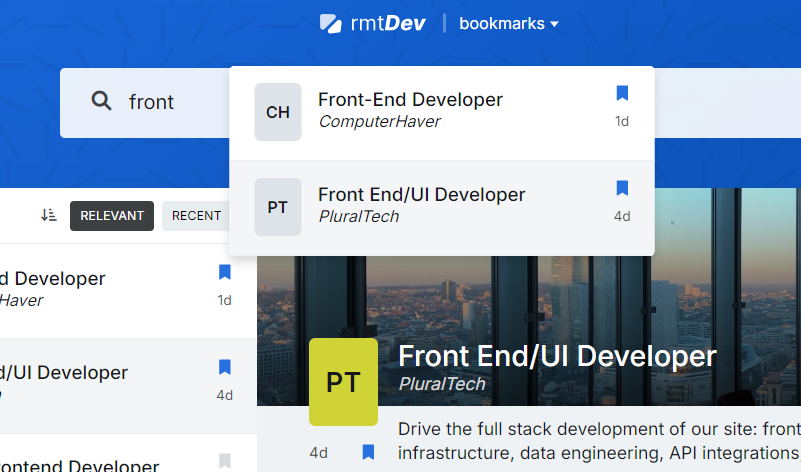 rmtDev
bookmarks
front
CH
Front-End Developer
ComputerHaver
1d
PT
Front End/UI Developer
PluralTech
4d
RELEVANT
RECENT
d Developer
Haver
1d
d/UI Developer
4d
ontend Developer
PT
Front End/UI Developer
PluralTech
4d
Drive the full stack development of our site: front
infrastructure, data engineering, API integrations